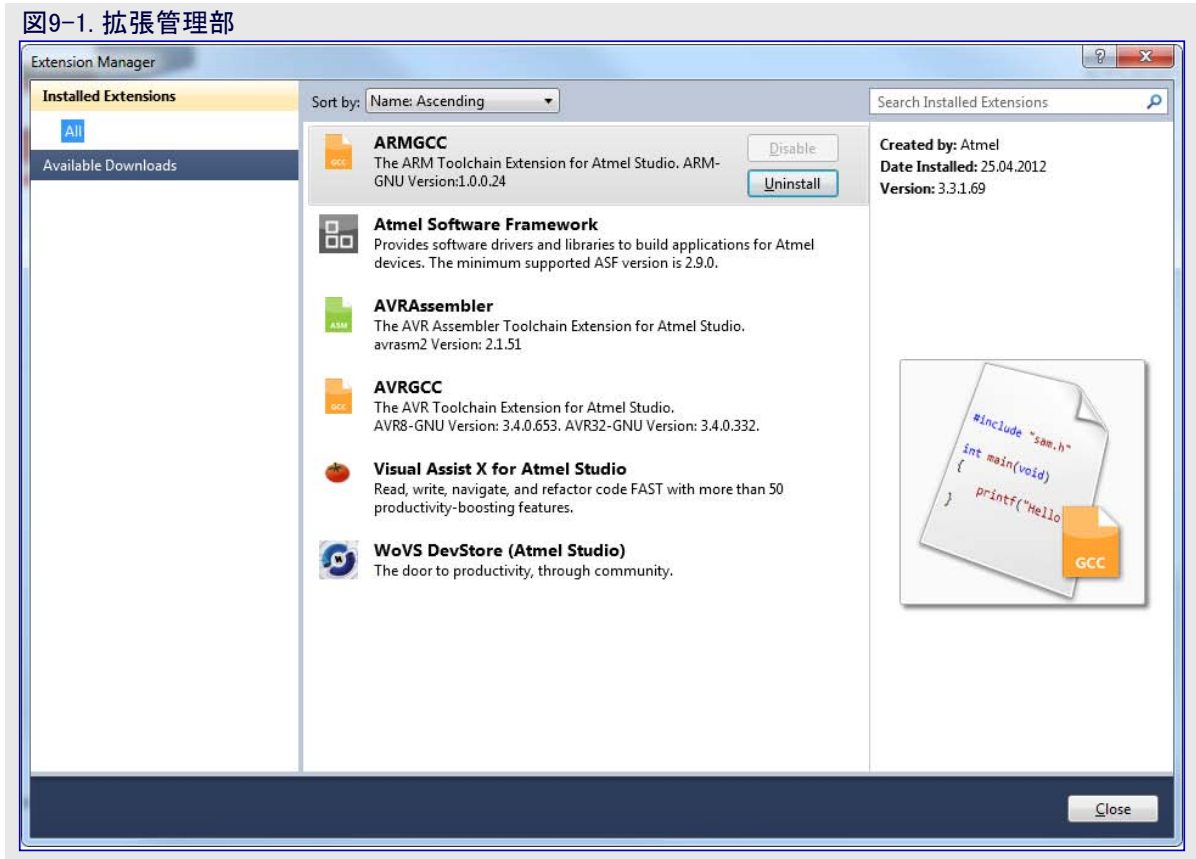 図9-1. 拡張管理部
Extension Manager
Installed Extensions
All
Available Downloads
Sort by: Name: Ascending
Search Installed Extensions
ARMGCC
The ARM Toolchain Extension for Atmel Studio. ARM-
GNU Version:1.0.0.24
Disable
Uninstall
Atmel Software Framework
Provides software drivers and libraries to build applications for Atmel
devices. The minimum supported ASF version is 2.9.0.
AVRAssembler
The AVR Assembler Toolchain Extension for Atmel Studio.
avrasm2 Version: 2.1.51
AVRGCC
The AVR Toolchain Extension for Atmel Studio.
AVR8-GNU Version: 3.4.0.653. AVR32-GNU Version: 3.4.0.332.
Visual Assist X for Atmel Studio
Read, write, navigate, and refactor code FAST with more than 50
productivity-boosting features.
WoVS DevStore (Atmel Studio)
The door to productivity, through community.
Created by: Atmel
Date Installed: 25.04.2012
Version: 3.3.1.69
#include "sam.h"
int main(void)
{
printf("Hello
}
GCC
GCC
ASM
GCC
Close